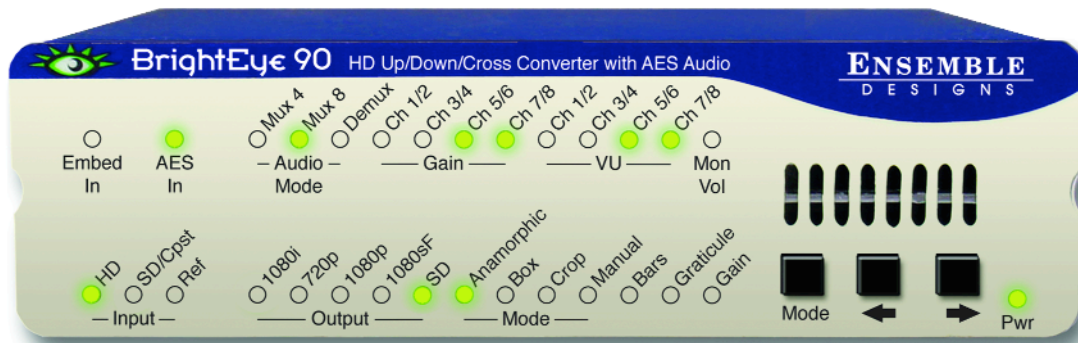 BrightEye 90 HD Up/Down/Cross Converter with AES Audio
ENSEMBLE
DESIGNS
Mux 4 Mux 8 Demux Ch 1/2 Ch 3/4 Ch 5/6 Ch 7/8 Ch 1/2 Ch 3/4 Ch 5/6 Ch 7/8
Embed In
AES In
Audio Mode
Gain
VU
Mon Vol
HD SD/Cpst Ref 1080i 720p 1080p 1080sF SD Anamorphic Box Crop Manual Bars Graticule Gain
Input Output Mode
Mode
Pwr